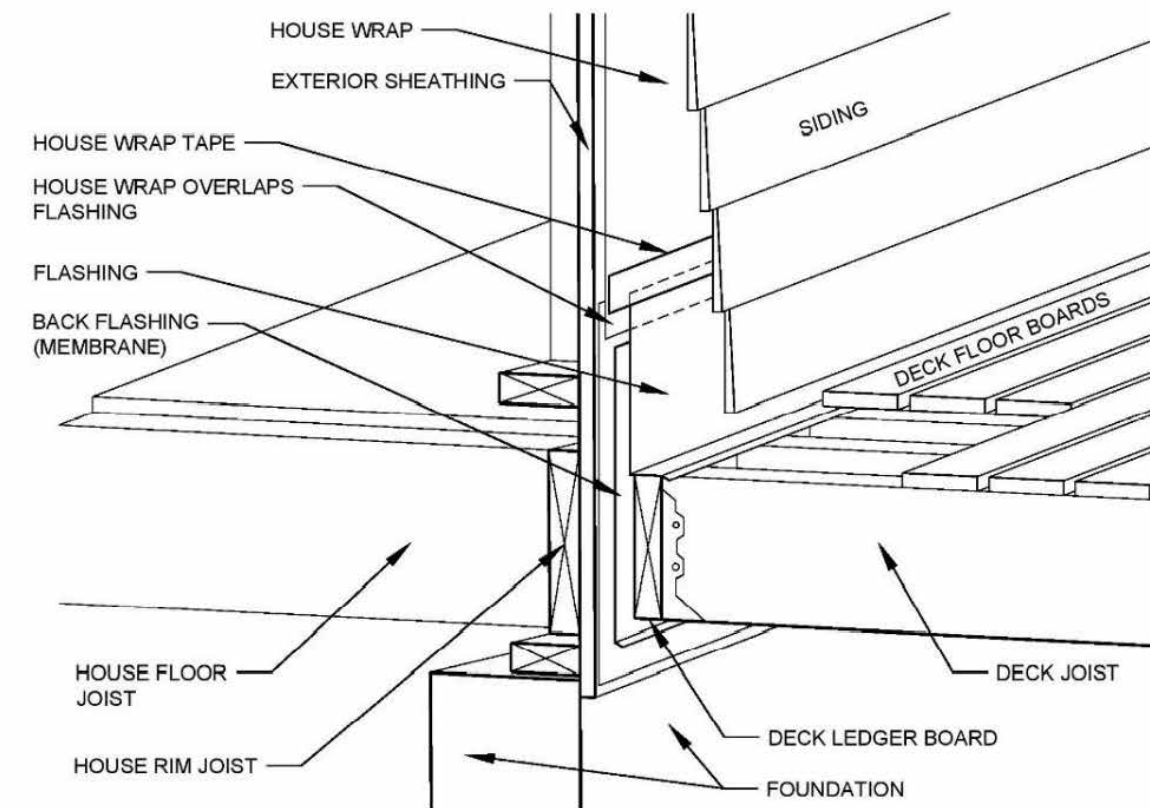 HOUSE WRAP
EXTERIOR SHEATHING
HOUSE WRAP TAPE
HOUSE WRAP OVERLAPS
FLASHING
FLASHING
BACK FLASHING
(MEMBRANE)
SIDING
DECK FLOOR BOARDS
HOUSE FLOOR
JOIST
HOUSE RIM JOIST
DECK JOIST
DECK LEDGER BOARD
FOUNDATION